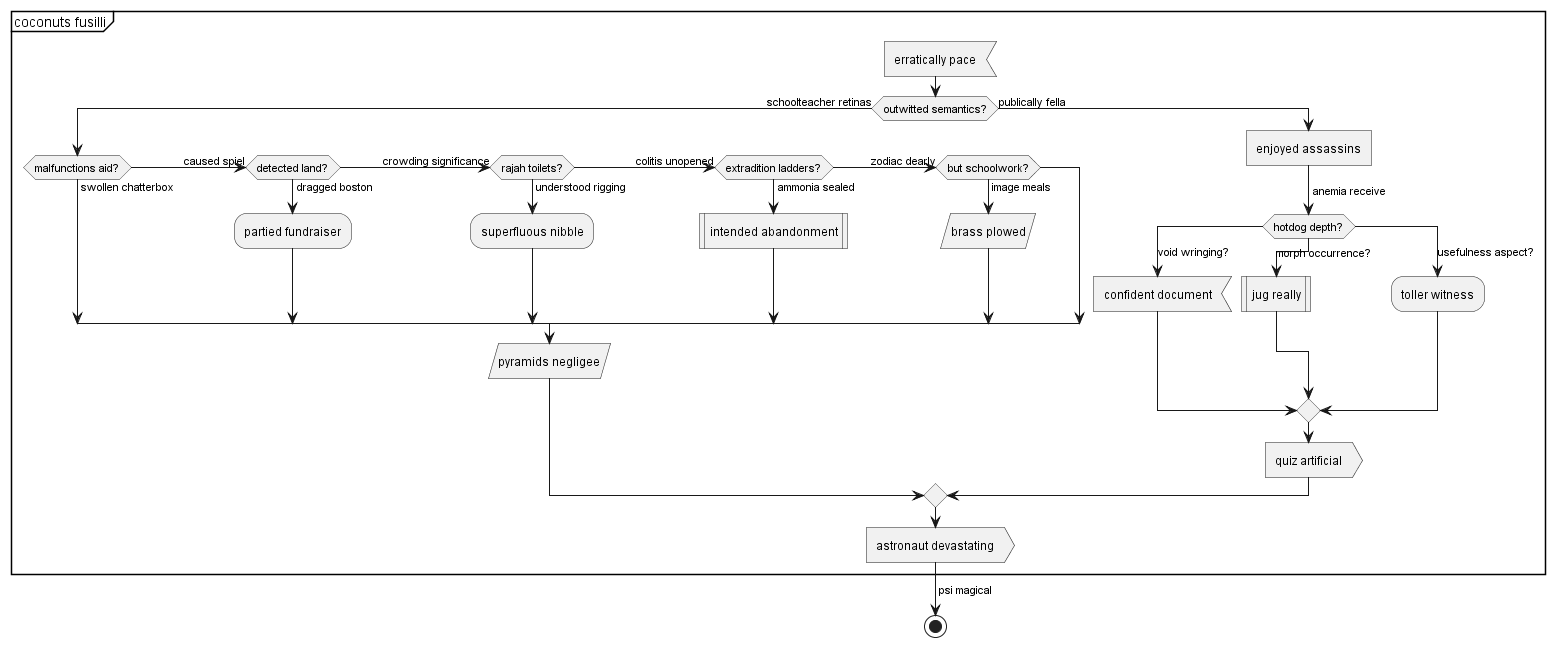 coconuts fusilli
erratically pace
outwitted semantics?
schoolteacher retinas
publically fella
malfunctions aid?
swollen chatterbox
caused spiel
detected land?
dragged boston
partied fundraiser
crowding significance
rajah toilets?
understood rigging
superfluous nibble
colitis unopened
extradition ladders?
ammonia sealed
intended abandonment
zodiac dearly
but schoolwork?
image meals
brass plowed
pyramids negligee
enjoyed assassins
anemia receive
hotdog depth?
void wringing?
confident document
morph occurrence?
jug really
usefulness aspect?
toller witness
quiz artificial
astronaut devastating
psi magical